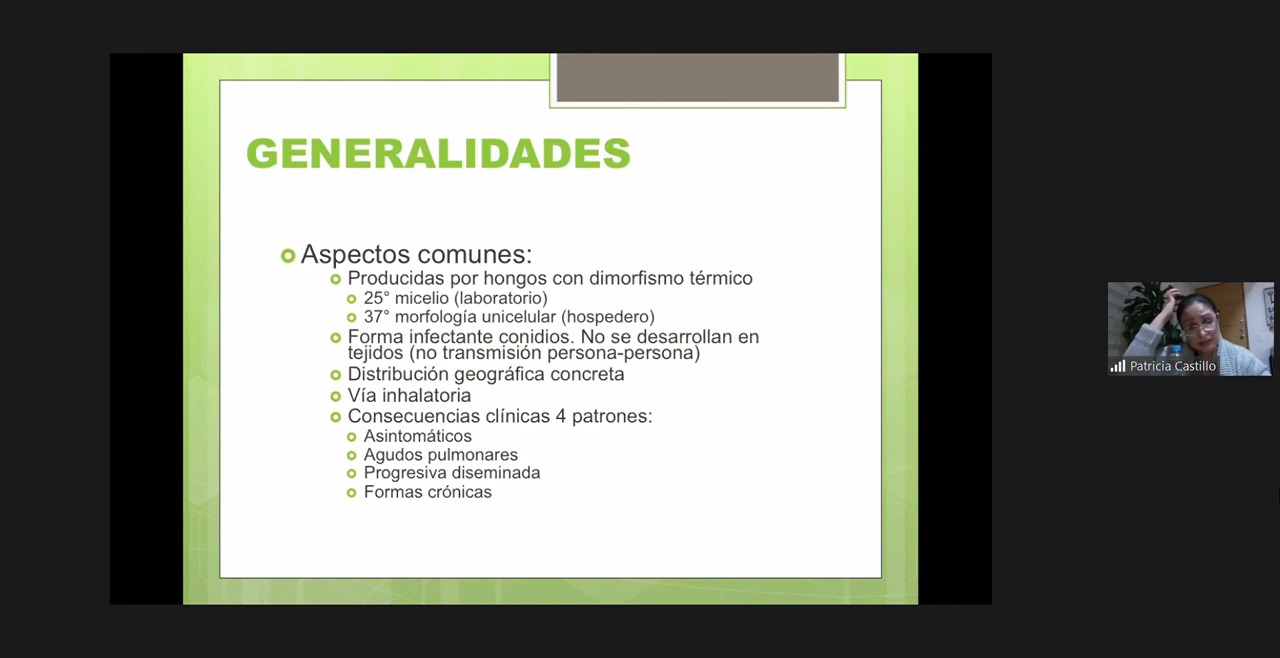 GENERALIDADES
Aspectos comunes:
Producidas por hongos con dimorfismo térmico
25° micelio (laboratorio)
37° morfología unicelular (hospedero)
Forma infectante conidios. No se desarrollan en
tejidos (no transmisión persona-persona)
Distribución geográfica concreta
Vía inhalatoria
Consecuencias clínicas 4 patrones:
Asintomáticos
Agudos pulmonares
Progresiva diseminada
Formas crónicas
Patricia Castillo